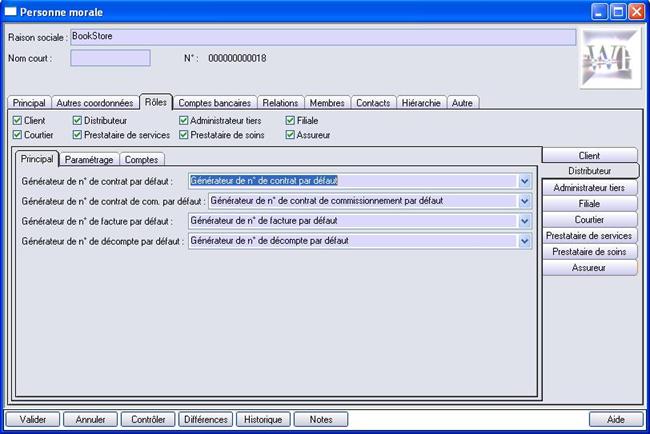 Personne morale
Raison sociale : BookStore
Nom court : N° : 000000000018
Principal Autres coordonnées Rôles Comptes bancaires Relations Membres Contacts Hiérarchie Autre
Client Distributeur Administrateur tiers Filiale
Courtier Prestataire de services Prestataire de soins Assureur
Principal Paramétrage Comptes
Générateur de n° de contrat par défaut : Générateur de n° de contrat par défaut
Générateur de n° de contrat de com. par défaut : Générateur de n° de contrat de commissionnement par défaut
Générateur de n° de facture par défaut : Générateur de n° de facture par défaut
Générateur de n° de décompte par défaut : Générateur de n° de décompte par défaut
Client
Distributeur
Administrateur tiers
Filiale
Courtier
Prestataire de services
Prestataire de soins
Assureur
Valider Annuler Contrôler Différences Historique Notes Aide